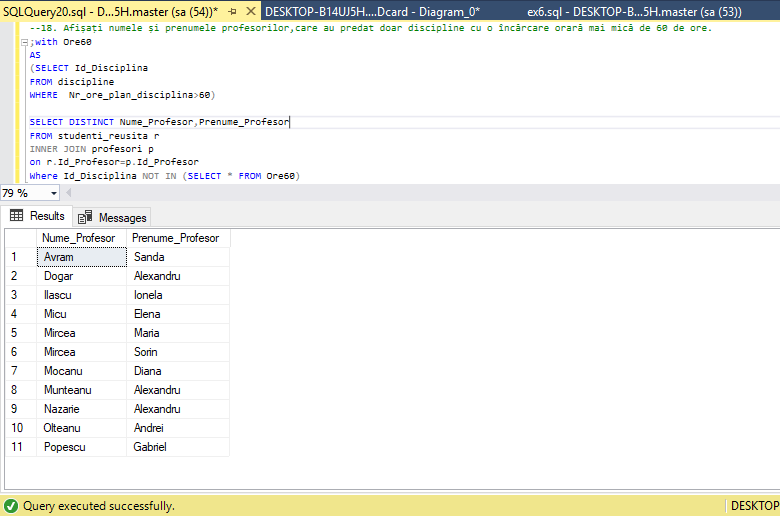 SQLQuery20.sql - D...5H.master (sa (54))* DESKTOP-B14UJ5H....Dcard - Diagram_0* ex6.sql - DESKTOP-B...5H.master (sa (53))
--18. Afișați numele și prenumele profesorilor,care au predat doar discipline cu o încărcare orară mai mică de 60 de ore.
;with Ore60
AS
(SELECT Id_Disciplina
FROM discipline
WHERE Nr_ore_plan_disciplina>60)
SELECT DISTINCT Nume_Profesor,Prenume_Profesor
FROM studenti_reusita r
INNER JOIN profesori p
on r.Id_Profesor=p.Id_Profesor
Where Id_Disciplina NOT IN (SELECT * FROM Ore60)
79 %
Results Messages
Nume_Profesor Prenume_Profesor
1 Avram Sanda
2 Dogar Alexandru
3 Ilascu Ionela
4 Micu Elena
5 Mircea Maria
6 Mircea Sorin
7 Mocanu Diana
8 Munteanu Alexandru
9 Nazarie Alexandru
10 Olteanu Andrei
11 Popescu Gabriel
Query executed successfully. DESKTOP